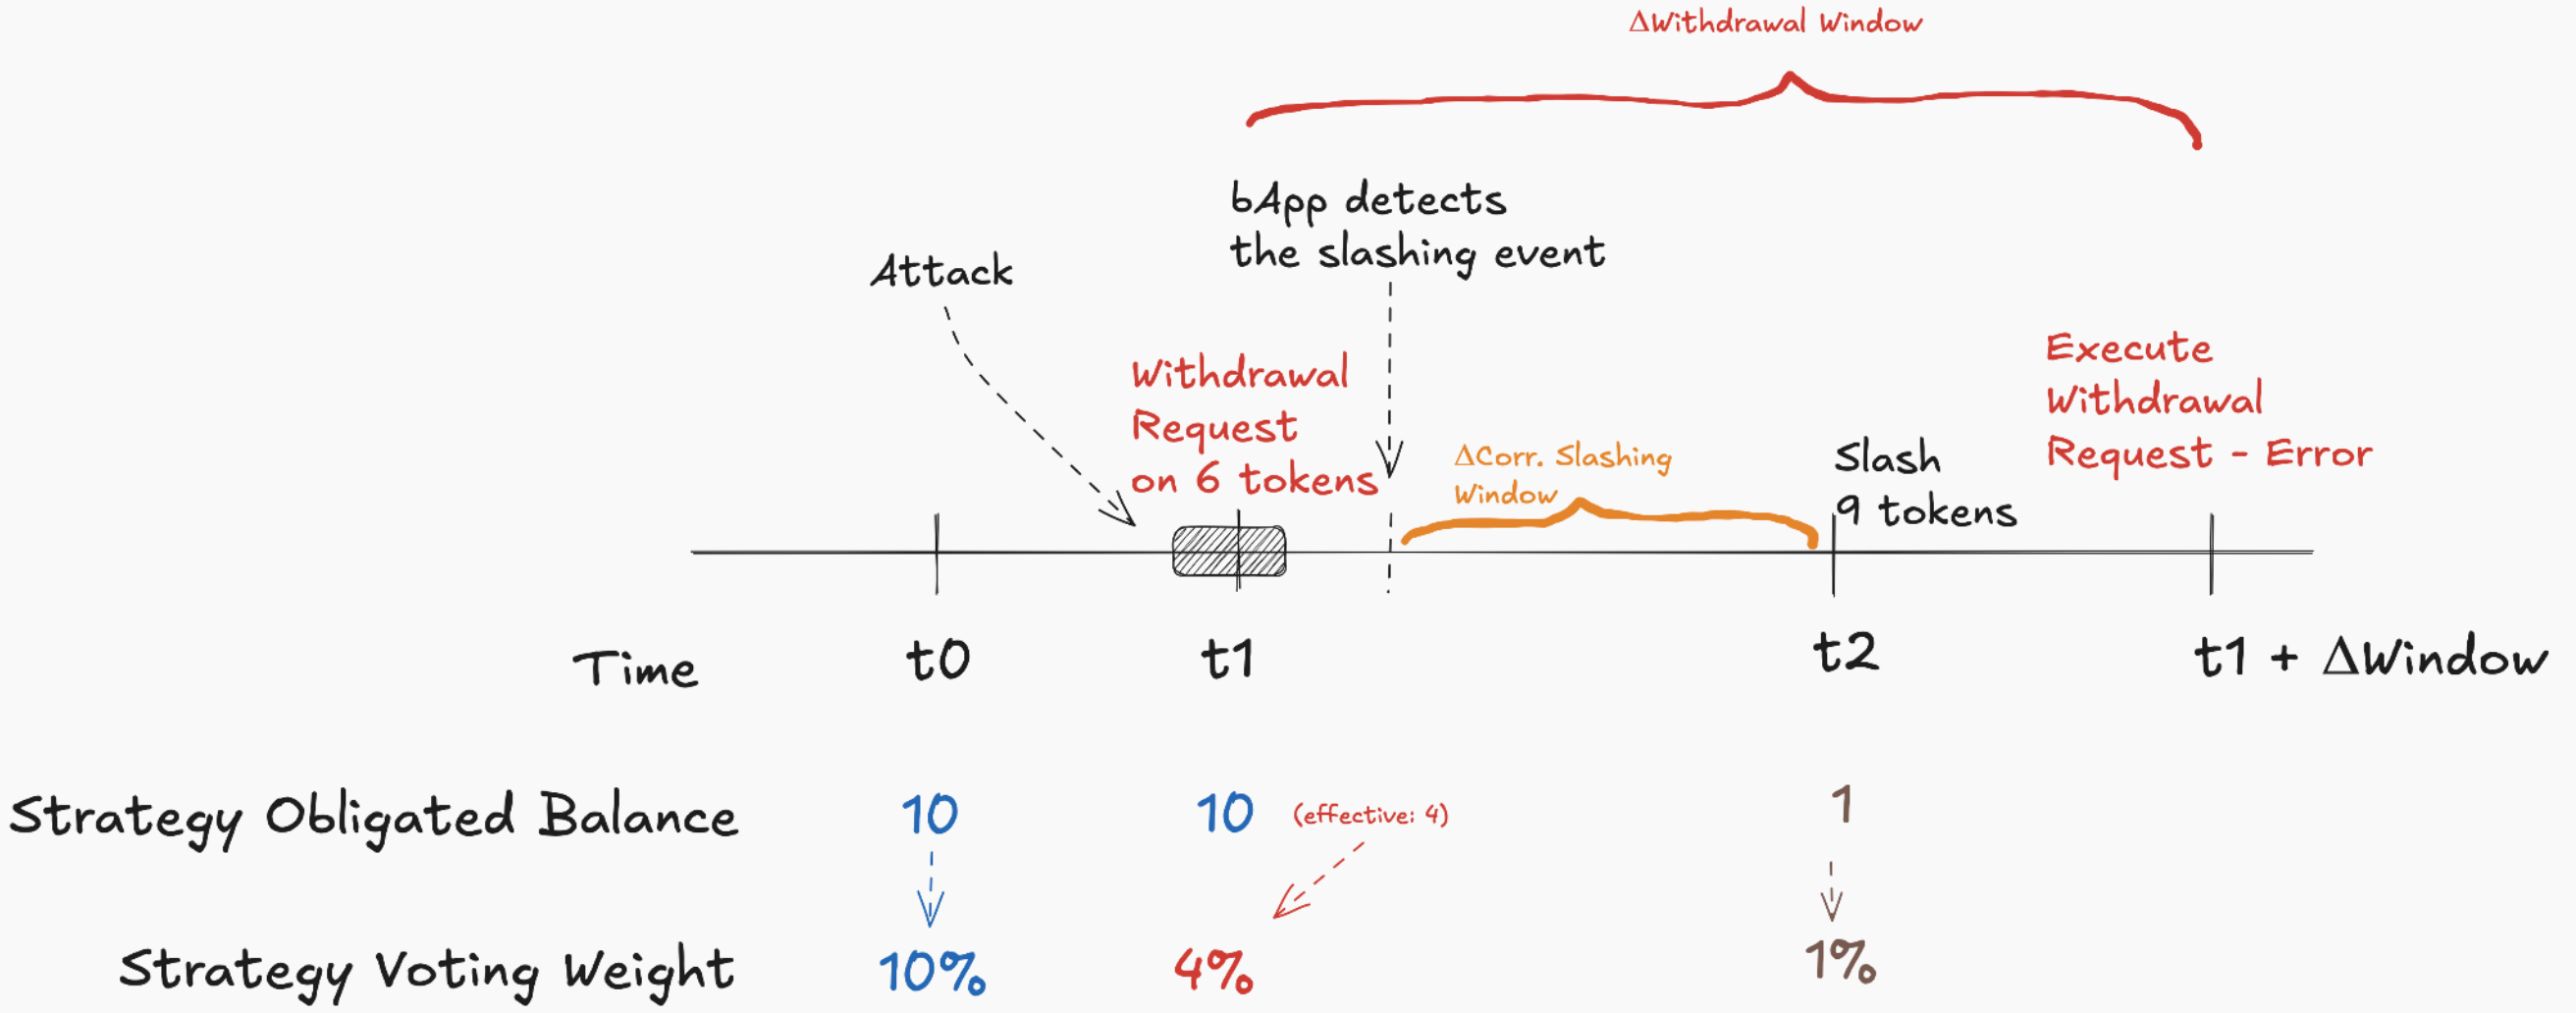 ΔWithdrawal Window
bApp detects
the slashing event
Attack
Withdrawal
Request
on 6 tokens
ΔCorr. Slashing
Window
Slash
9 tokens
Execute
Withdrawal
Request - Error
Time t0 t1 t2 t1 + ΔWindow
Strategy Obligated Balance 10 10 (effective: 4) 1
Strategy Voting Weight 10% 4% 1%